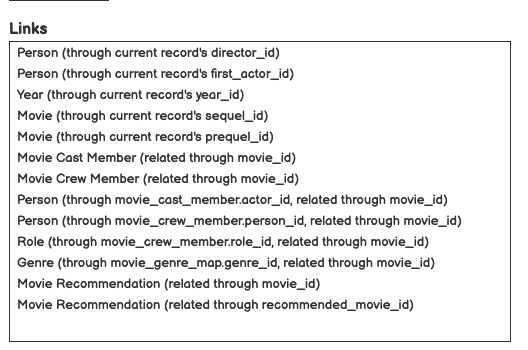 Links
Person (through current record's director_id)
Person (through current record's first_actor_id)
Year (through current record's year_id)
Movie (through current record's sequel_id)
Movie (through current record's prequel_id)
Movie Cast Member (related through movie_id)
Movie Crew Member (related through movie_id)
Person (through movie_cast_member.actor_id, related through movie_id)
Person (through movie_crew_member.person_id, related through movie_id)
Role (through movie_crew_member.role_id, related through movie_id)
Genre (through movie_genre_map.genre_id, related through movie_id)
Movie Recommendation (related through movie_id)
Movie Recommendation (related through recommended_movie_id)